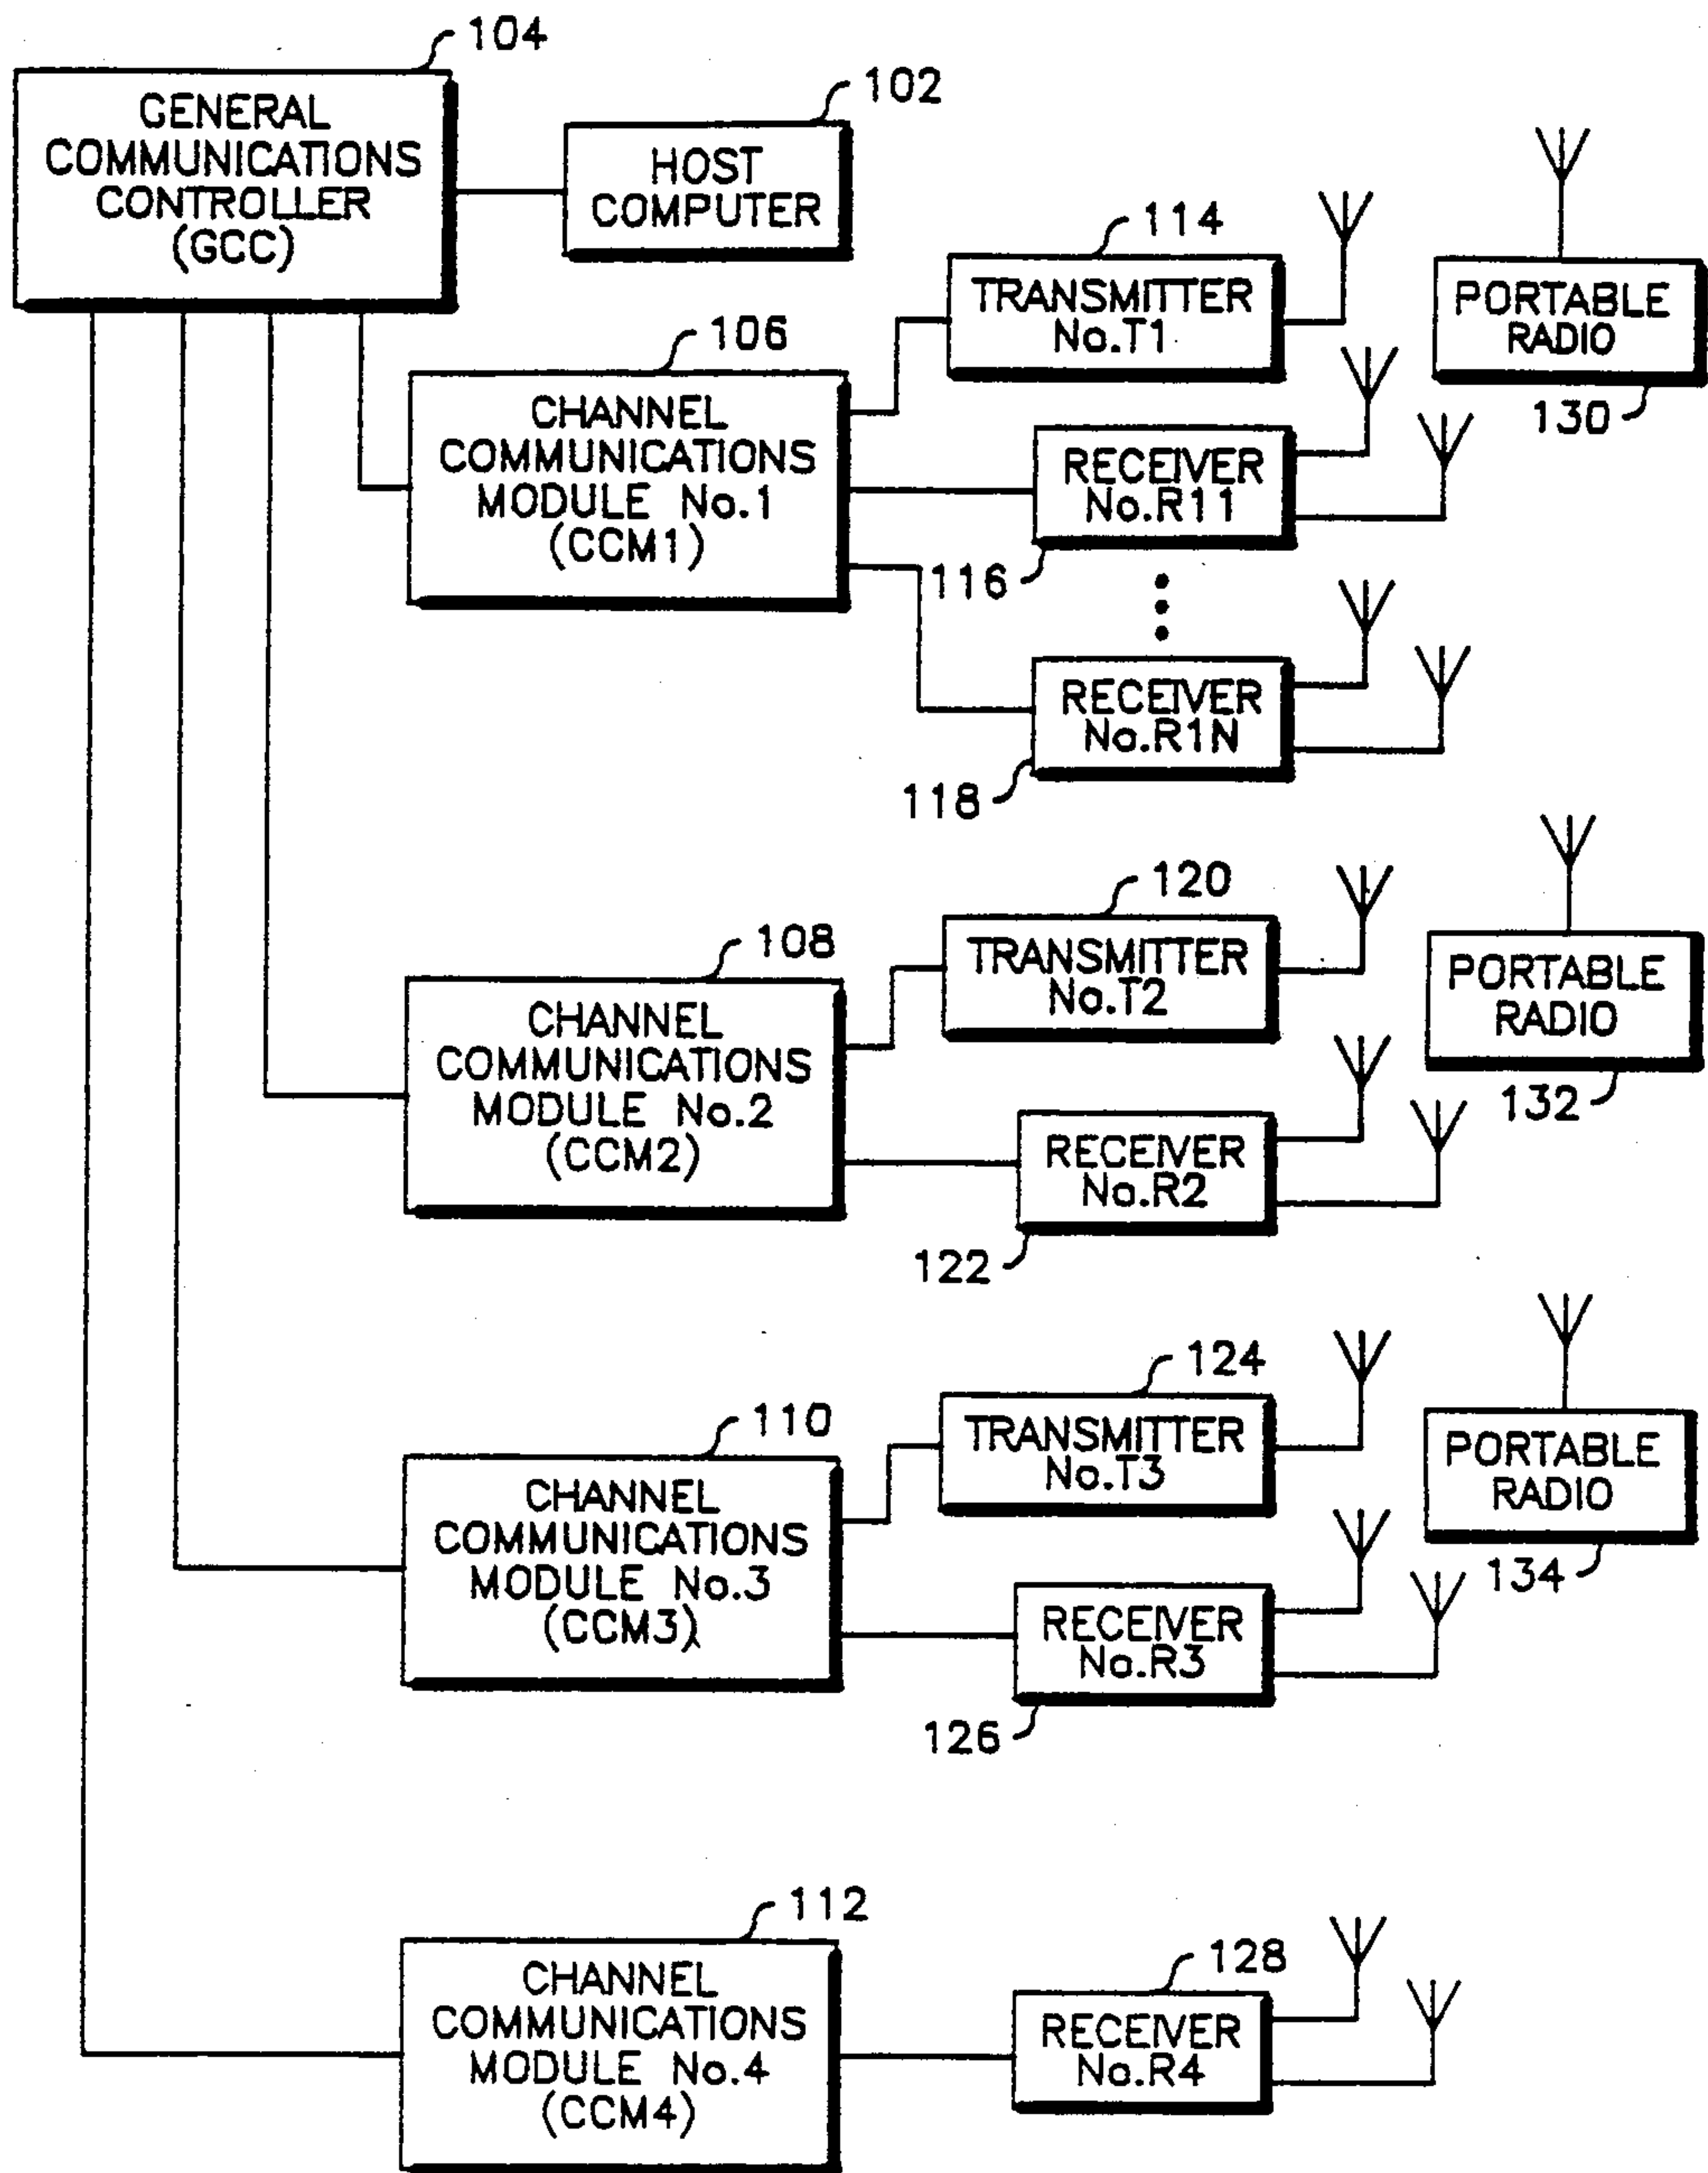 104
GENERAL
COMMUNICATIONS
CONTROLLER
(GCC)
102
HOST
COMPUTER
114
TRANSMITTER
No.T1
PORTABLE
RADIO
130
106
CHANNEL
COMMUNICATIONS
MODULE No.1
(CCM1)
RECEIVER
No.R11
116
RECEIVER
No.R1N
118
120
TRANSMITTER
No.T2
PORTABLE
RADIO
132
108
CHANNEL
COMMUNICATIONS
MODULE No.2
(CCM2)
RECEIVER
No.R2
122
124
TRANSMITTER
No.T3
PORTABLE
RADIO
134
110
CHANNEL
COMMUNICATIONS
MODULE No.3
(CCM3)
RECEIVER
No.R3
126
112
CHANNEL
COMMUNICATIONS
MODULE No.4
(CCM4)
128
RECEIVER
No.R4